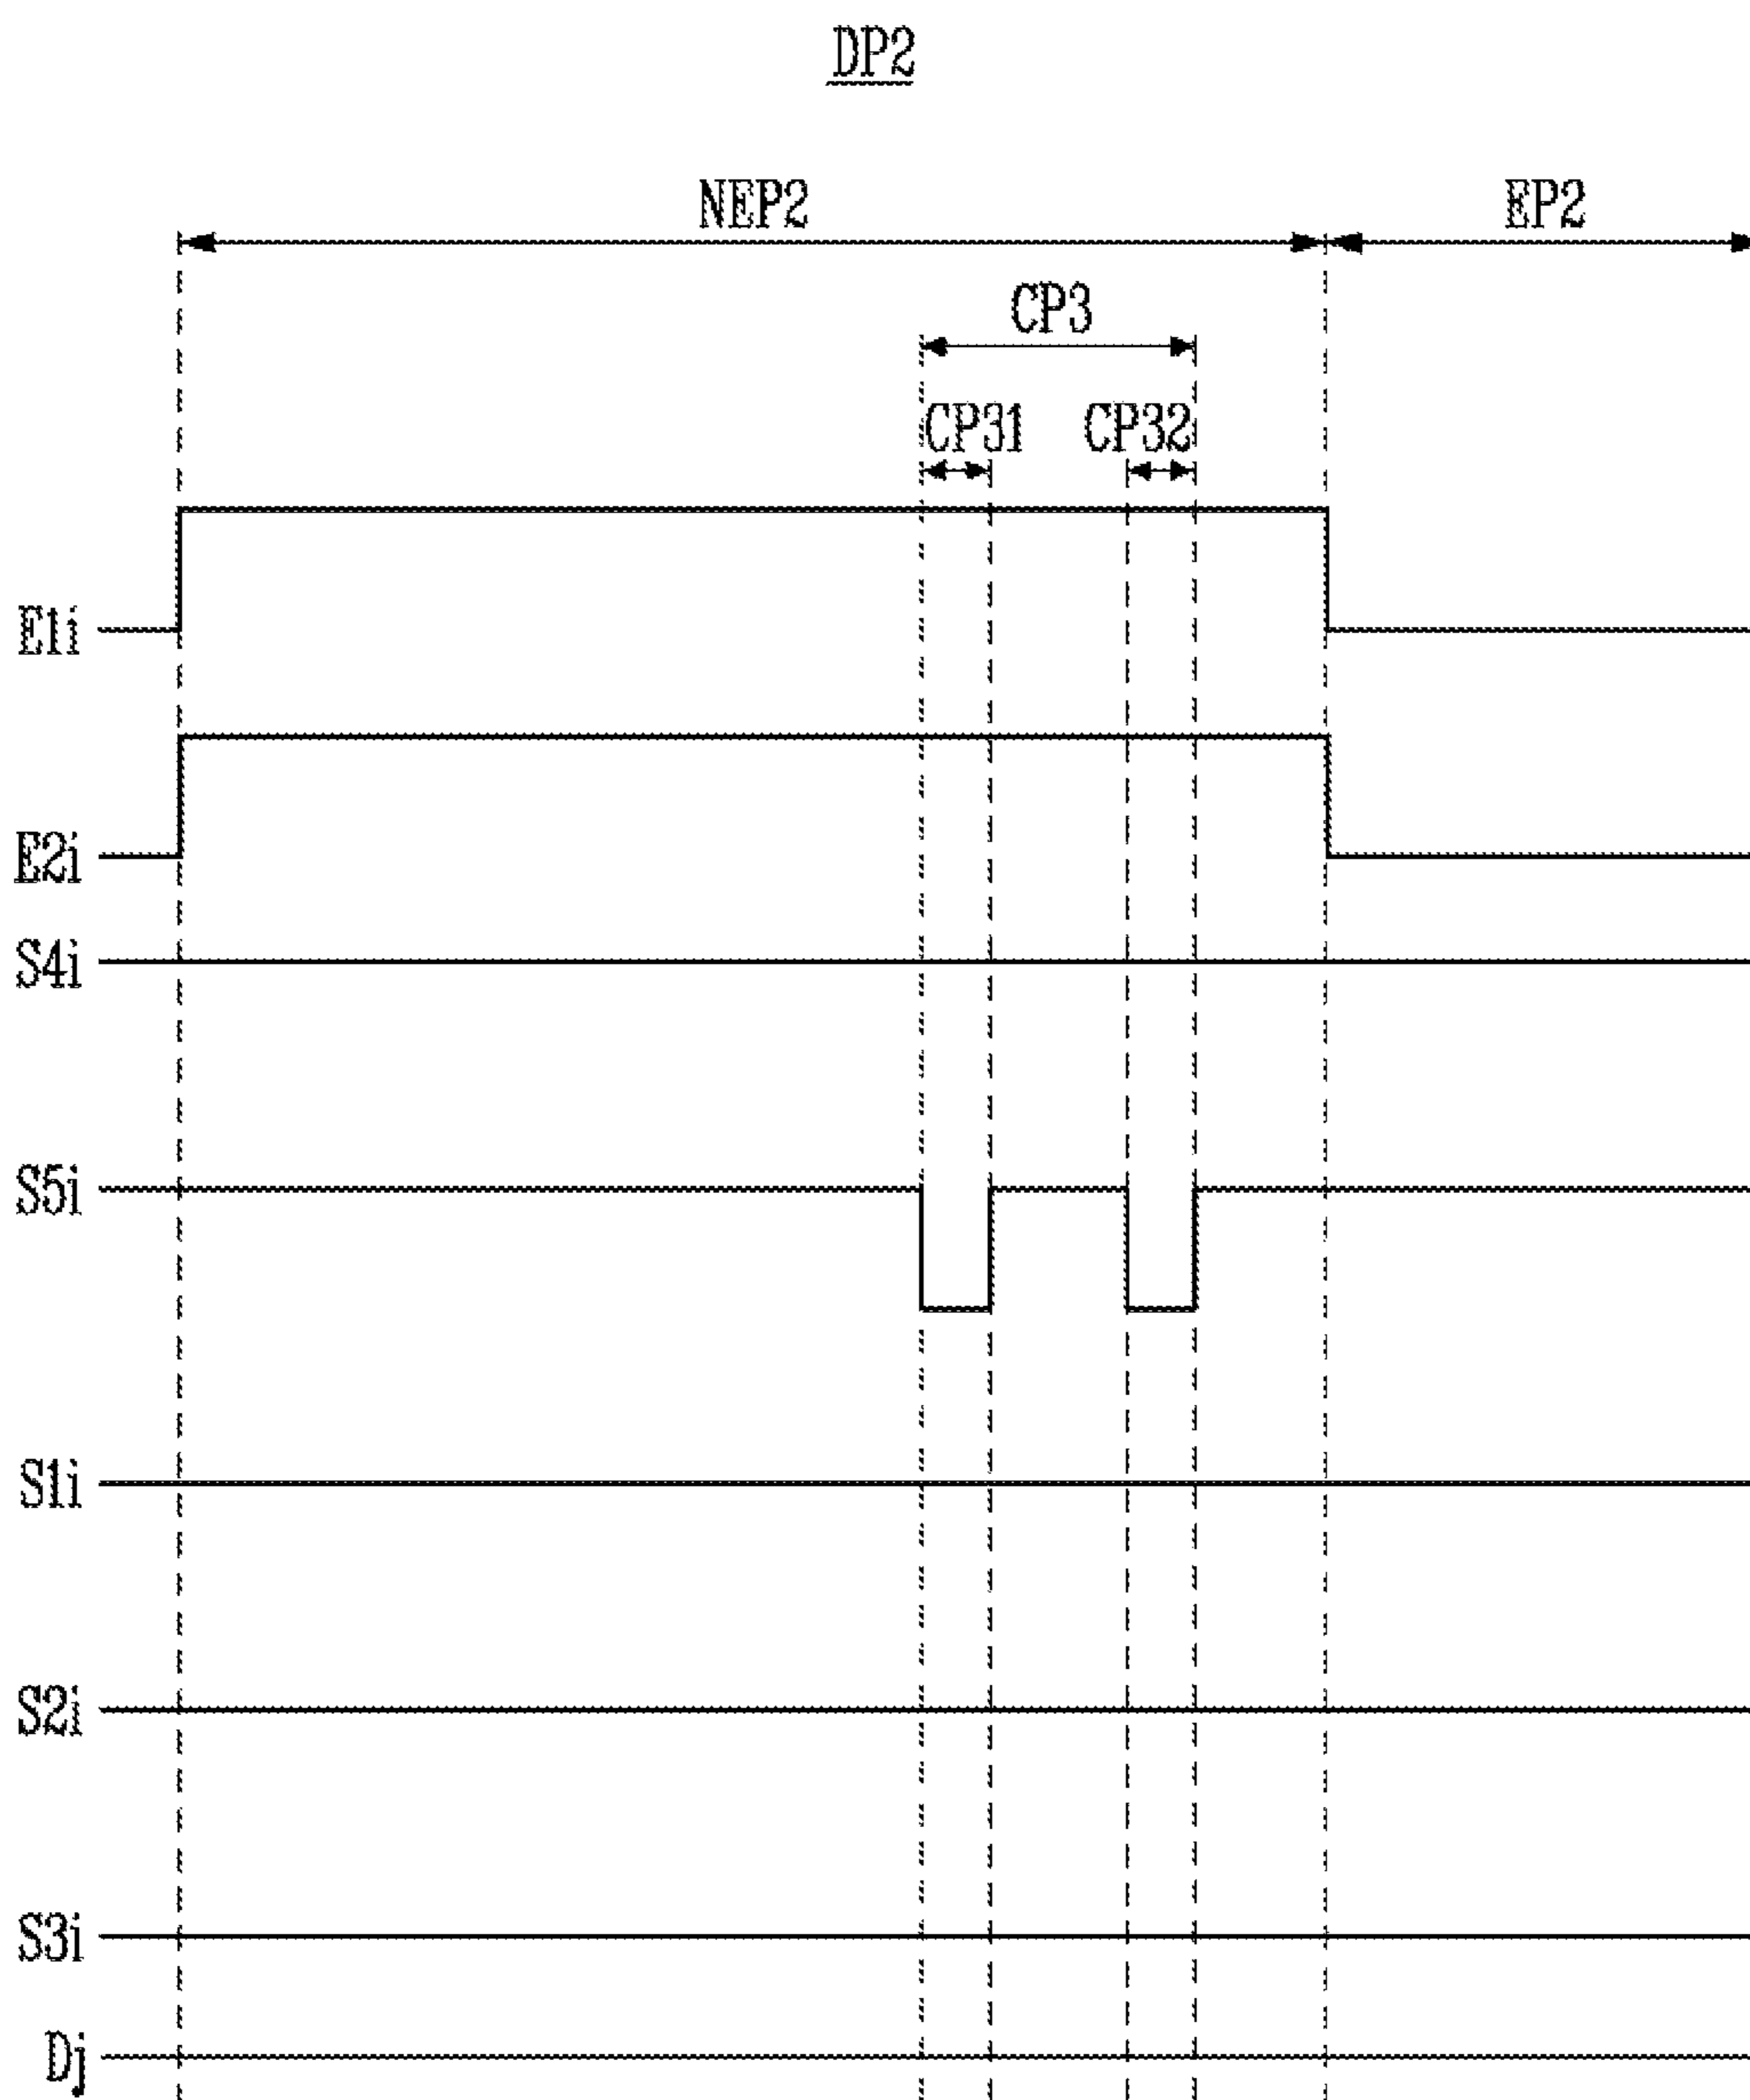 DP2
NEP2 EP2
CP3
CP31 CP32
E1i
E2i
S4i
S5i
S1i
S2i
S3i
Dj